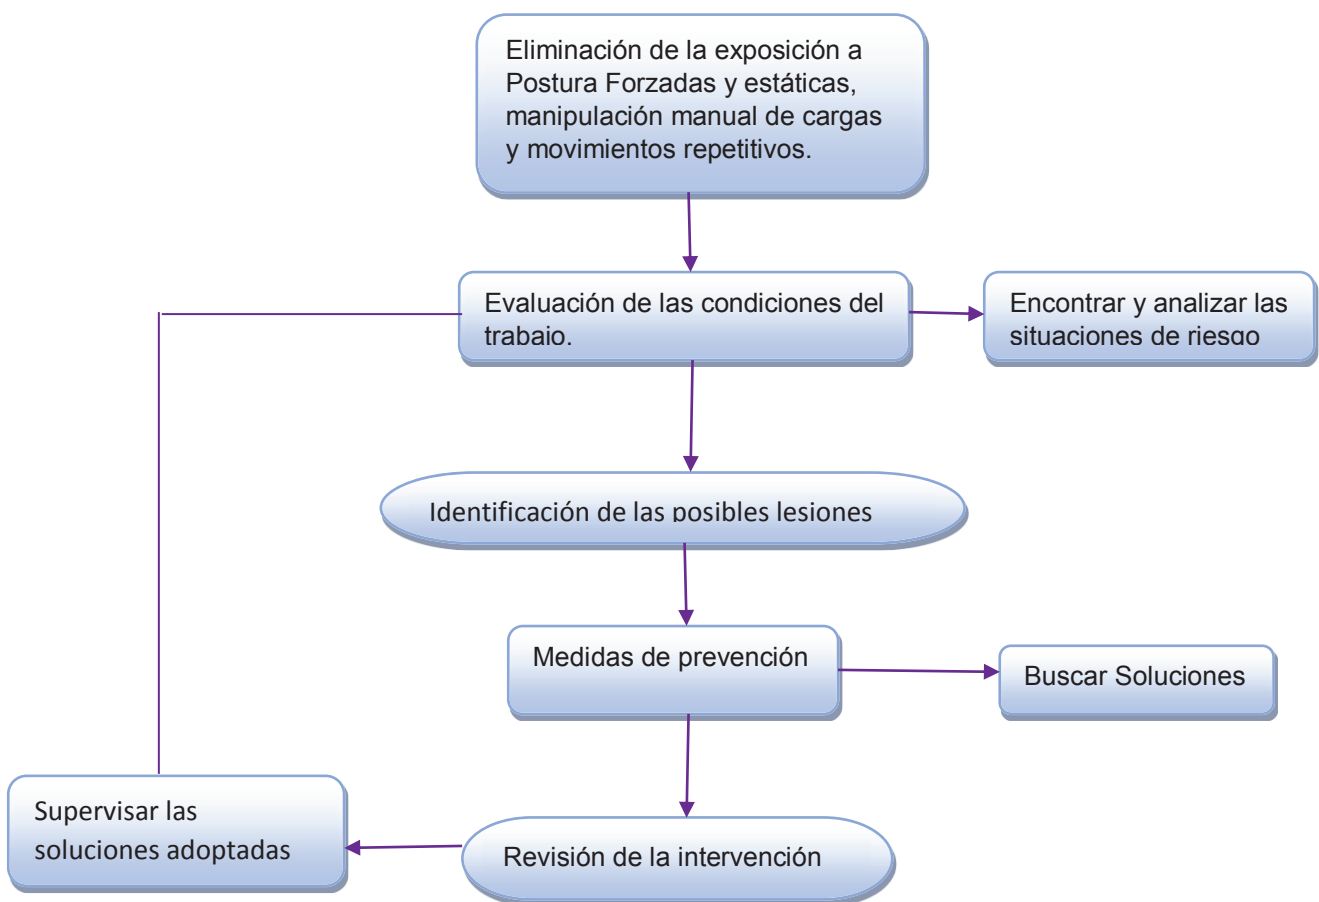 Eliminación de la exposición a
Postura Forzadas y estáticas,
manipulación manual de cargas
y movimientos repetitivos.
Evaluación de las condiciones del
trabajo.
Encontrar y analizar las
situaciones de riesgo
Identificación de las posibles lesiones
Medidas de prevención
Buscar Soluciones
Supervisar las
soluciones adoptadas
Revisión de la intervención